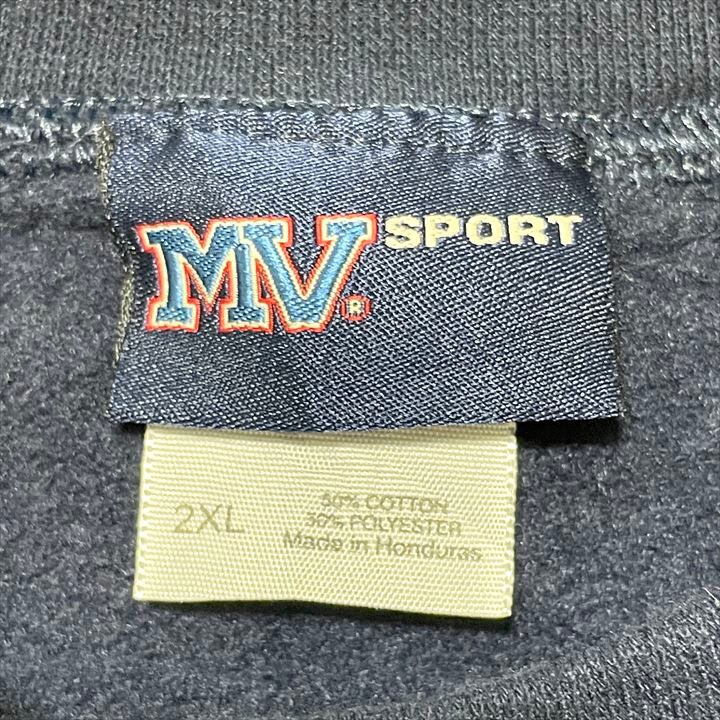 MV® SPORT
2XL
50% COTTON
50% POLYESTER
Made in Honduras